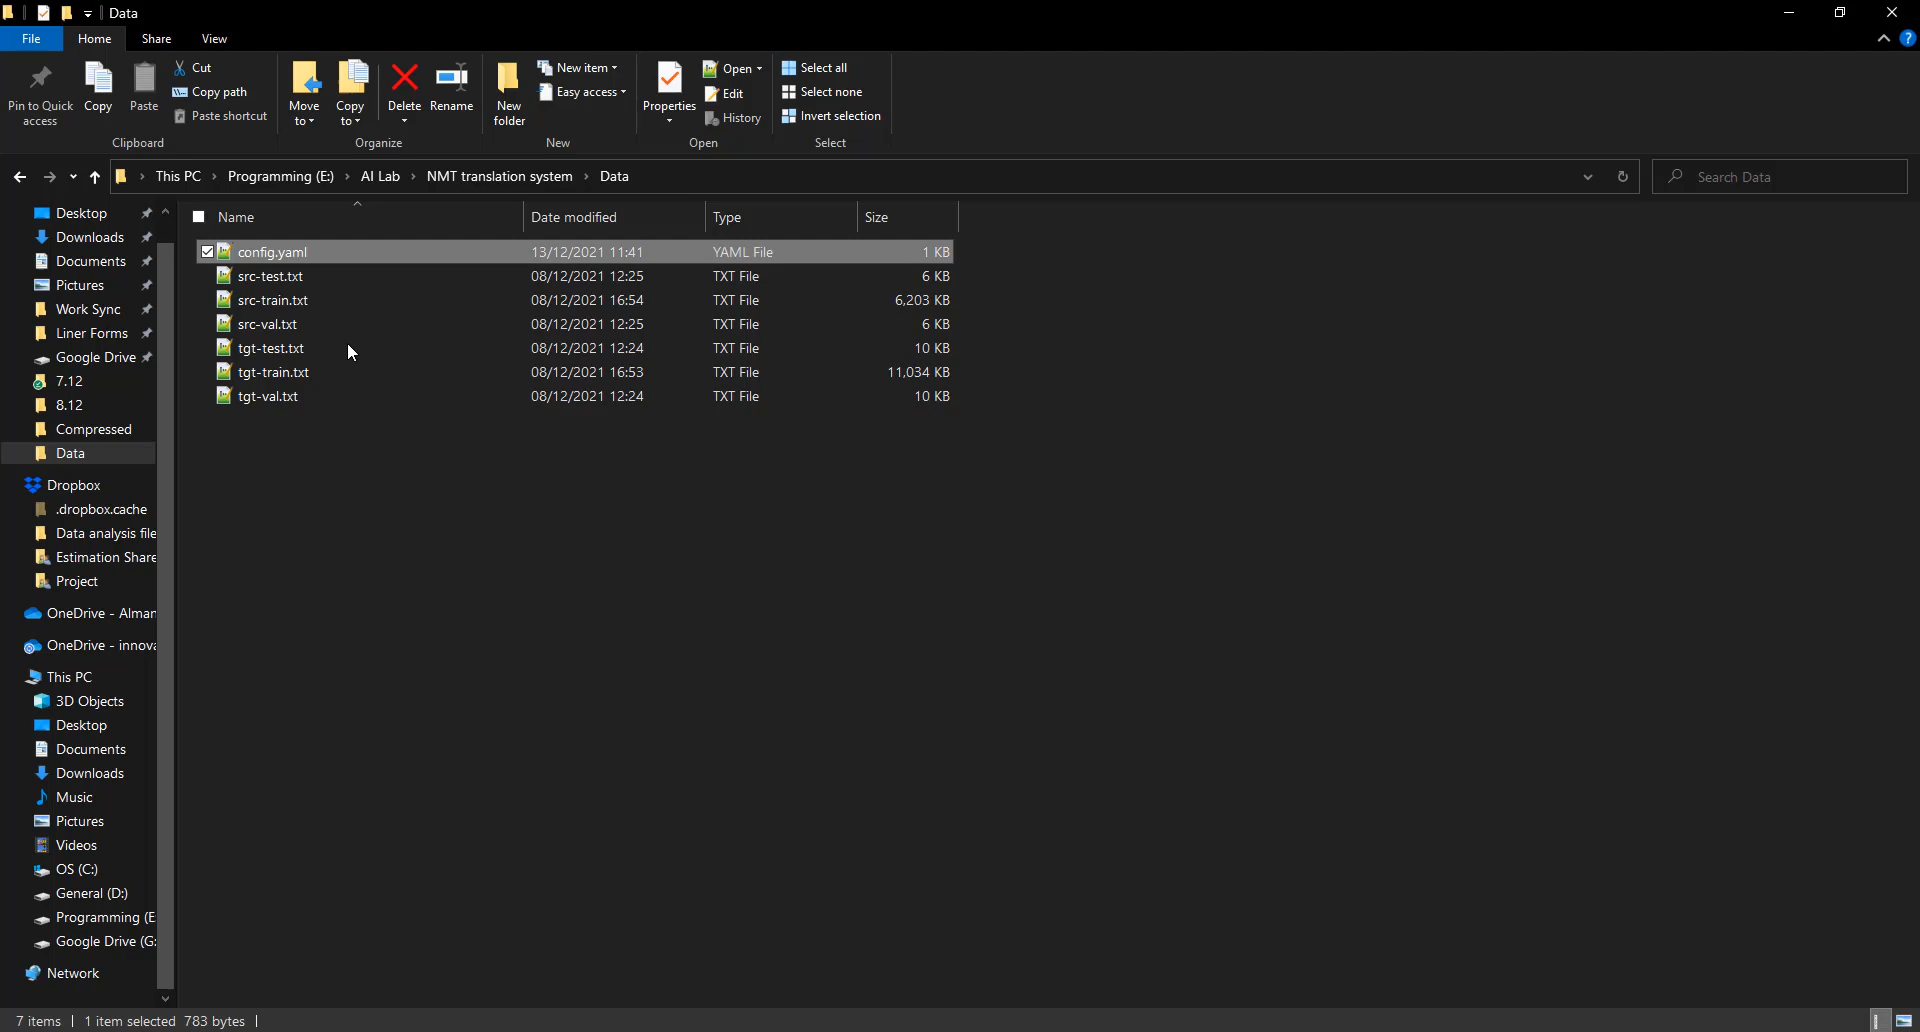 Data
File Home Share View
Pin to Quick access
Copy
Paste
Cut
Copy path
Paste shortcut
Clipboard
Move to
Copy to
Delete
Rename
Organize
New folder
New item
Easy access
New
Properties
Open
Edit
History
Open
Select all
Select none
Invert selection
Select
This PC › Programming (E:) › AI Lab › NMT translation system › Data
Search Data
Desktop
Downloads
Documents
Pictures
Work Sync
Liner Forms
Google Drive
7.12
8.12
Compressed
Data
Dropbox
.dropbox.cache
Data analysis file
Estimation Share
Project
OneDrive - Alman
OneDrive - innova
This PC
3D Objects
Desktop
Documents
Downloads
Music
Pictures
Videos
OS (C:)
General (D:)
Programming (E
Google Drive (G:
Network
Name Date modified Type Size
config.yaml 13/12/2021 11:41 YAML File 1 KB
src-test.txt 08/12/2021 12:25 TXT File 6 KB
src-train.txt 08/12/2021 16:54 TXT File 6,203 KB
src-val.txt 08/12/2021 12:25 TXT File 6 KB
tgt-test.txt 08/12/2021 12:24 TXT File 10 KB
tgt-train.txt 08/12/2021 16:53 TXT File 11,034 KB
tgt-val.txt 08/12/2021 12:24 TXT File 10 KB
7 items 1 item selected 783 bytes